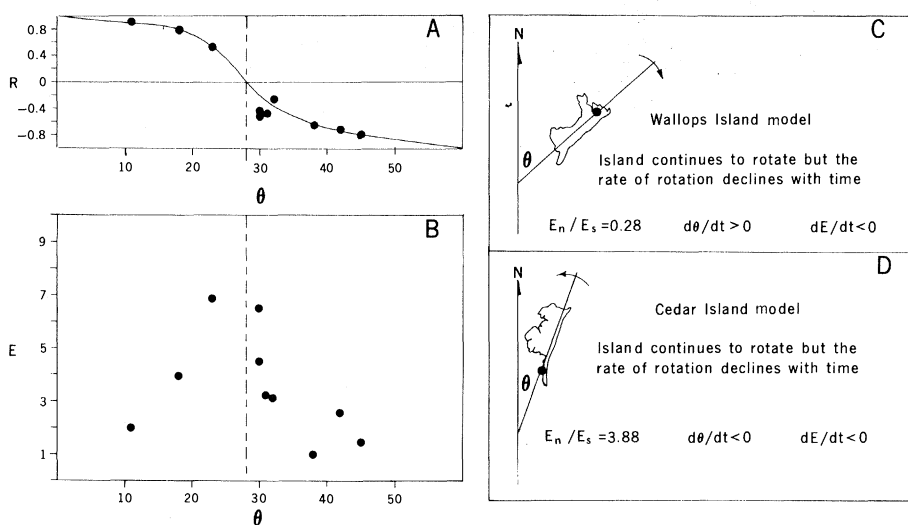 A
0.8
0.4
R 0
-0.4
-0.8
10 20 30 40 50
θ
B
9
7
E 5
3
1
10 20 30 40 50
θ
C
N
θ
Wallops Island model
Island continues to rotate but the
rate of rotation declines with time
En/Es=0.28 dθ/dt>0 dE/dt<0
D
N
θ
Cedar Island model
Island continues to rotate but the
rate of rotation declines with time
En/Es=3.88 dθ/dt<0 dE/dt<0